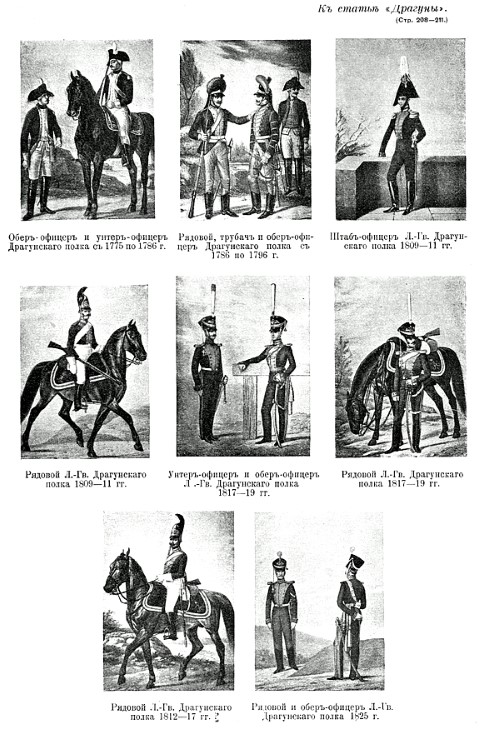 Къ статьѣ «Драгуны».
(Стр. 208—211.)
Оберъ-офицеръ и унтеръ-офицеръ
Драгунскаго полка съ 1775 по 1786 г.
Рядовой, трубачъ и оберъ-офи-
церъ Драгунскаго полка съ
1786 по 1796 г.
Штабъ-офицеръ Л.-Гв. Драгун-
скаго полка 1809—11 гг.
Рядовой Л.-Гв. Драгунскаго
полка 1809—11 гг.
Унтеръ-офицеръ и оберъ-офицеръ
Л.-Гв. Драгунскаго полка
1817—19 гг.
Рядовой Л.-Гв. Драгунскаго
полка 1817—19 гг.
Рядовой Л.-Гв. Драгунскаго
полка 1812—17 гг. ?
Рядовой и оберъ-офицеръ Л.-Гв.
Драгунскаго полка 1825 г.